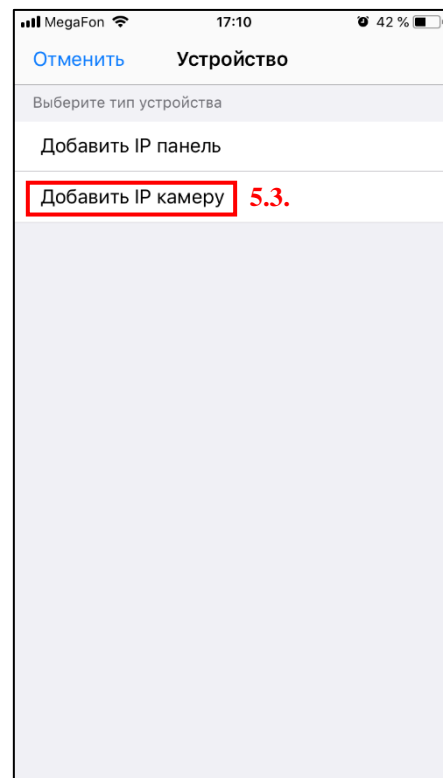 MegaFon 17:10 42 %
Отменить Устройство
Выберите тип устройства
Добавить IP панель
Добавить IP камеру 5.3.